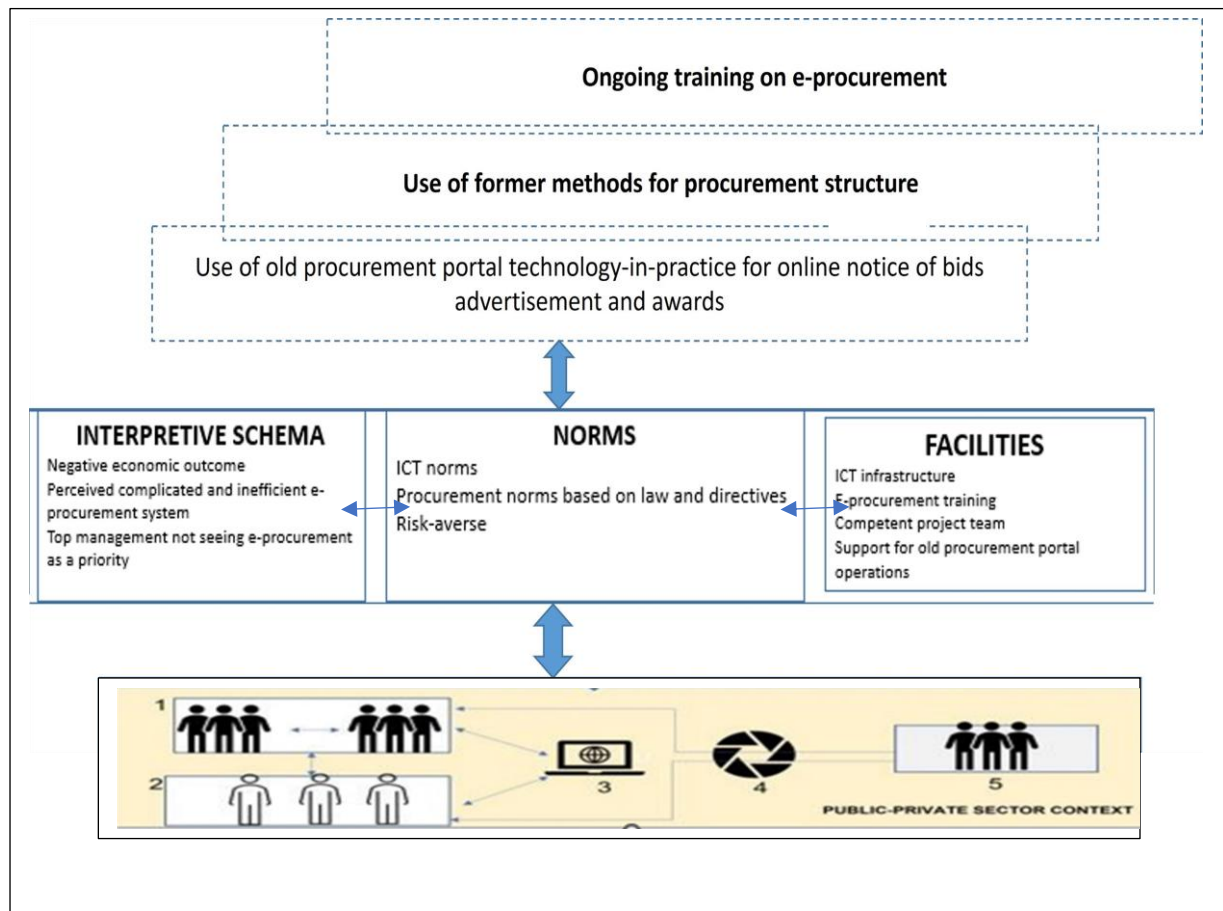 Ongoing training on e-procurement
Use of former methods for procurement structure
Use of old procurement portal technology-in-practice for online notice of bids
advertisement and awards
INTERPRETIVE SCHEMA
Negative economic outcome
Perceived complicated and inefficient e-
procurement system
Top management not seeing e-procurement
as a priority
NORMS
ICT norms
Procurement norms based on law and directives
Risk-averse
FACILITIES
ICT infrastructure
E-procurement training
Competent project team
Support for old procurement portal
operations
1
2
3
4
5
PUBLIC-PRIVATE SECTOR CONTEXT